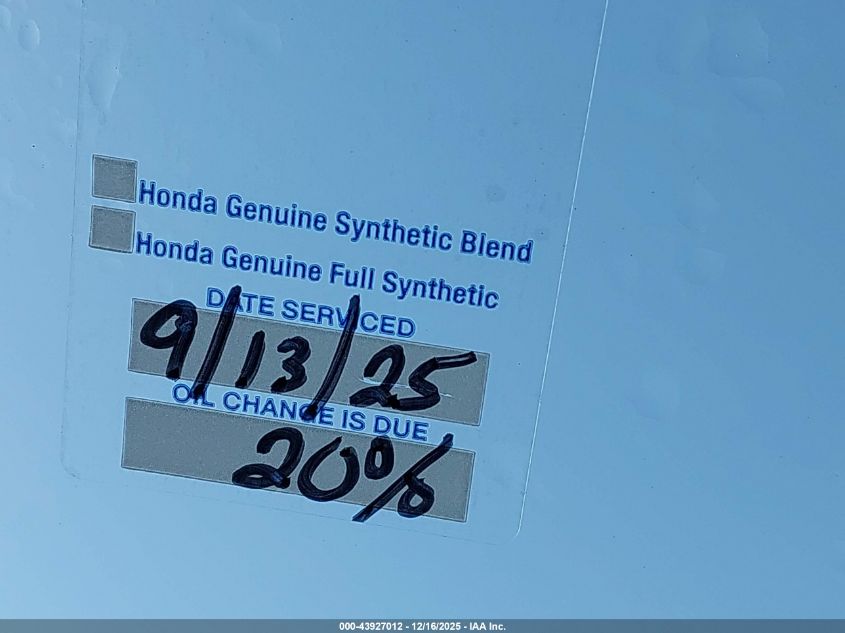 Honda Genuine Synthetic Blend
Honda Genuine Full Synthetic
DATE SERVICED
9/13/25
OIL CHANGE IS DUE
20%
000-43927012 - 12/16/2025 - IAA Inc.